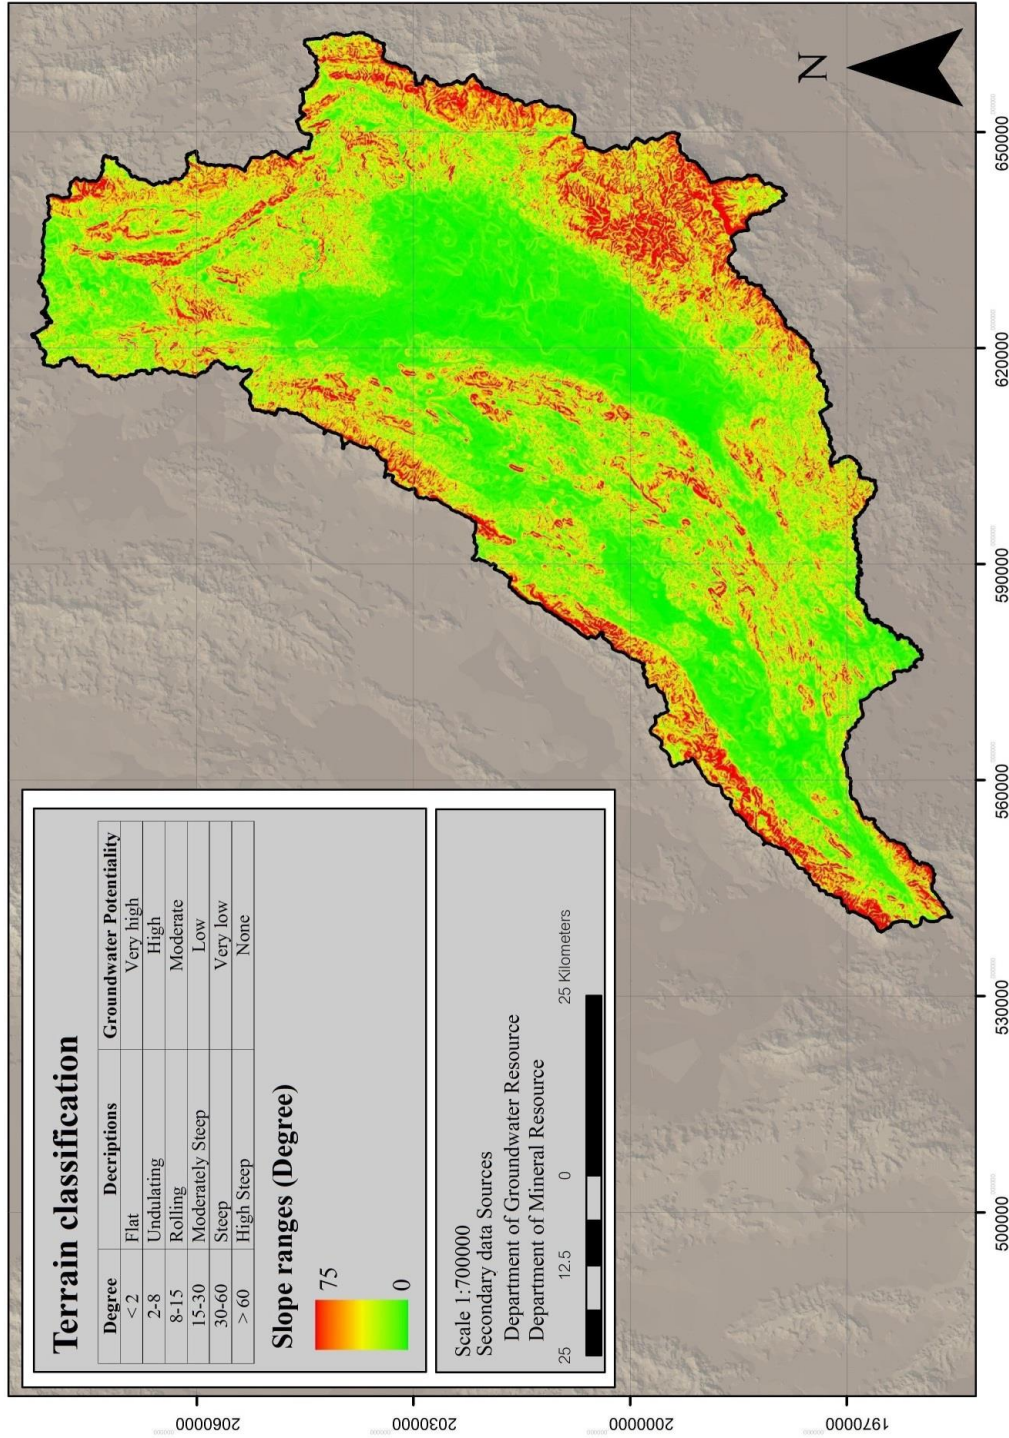 Terrain classification
Degree Decriptions Groundwater Potentiality
< 2 Flat Very high
2-8 Undulating High
8-15 Rolling Moderate
15-30 Moderately Steep Low
30-60 Steep Very low
> 60 High Steep None
Slope ranges (Degree)
75
0
Scale 1:700000
Secondary data Sources
Department of Groundwater Resource
Department of Mineral Resource
25 12.5 0 25 Kilometers
N
2060000
2030000
2000000
1970000
500000 530000 560000 590000 620000 650000